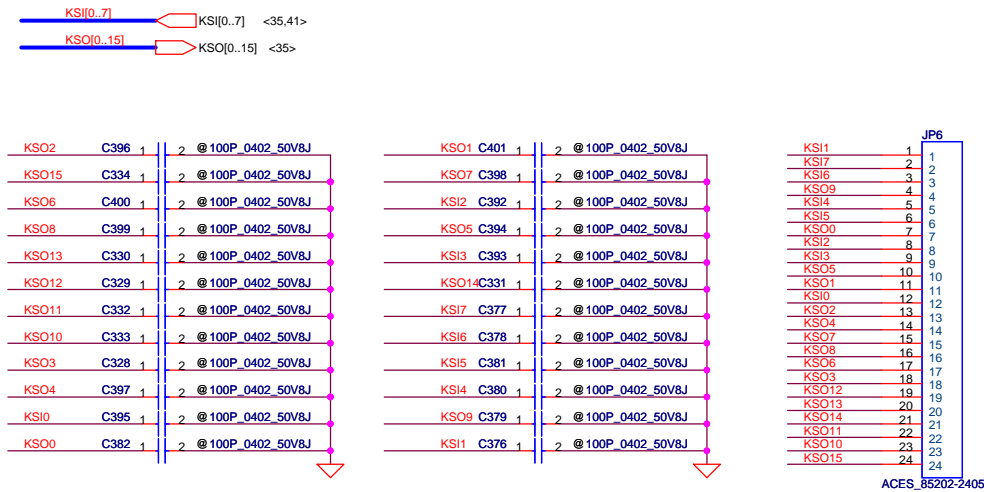 KSI[0..7] KSI[0..7] <35,41>
KSO[0..15] KSO[0..15] <35>
KSO2 C396 1 2 @100P_0402_50V8J
KSO15 C334 1 2 @100P_0402_50V8J
KSO6 C400 1 2 @100P_0402_50V8J
KSO8 C399 1 2 @100P_0402_50V8J
KSO13 C330 1 2 @100P_0402_50V8J
KSO12 C329 1 2 @100P_0402_50V8J
KSO11 C332 1 2 @100P_0402_50V8J
KSO10 C333 1 2 @100P_0402_50V8J
KSO3 C328 1 2 @100P_0402_50V8J
KSO4 C397 1 2 @100P_0402_50V8J
KSI0 C395 1 2 @100P_0402_50V8J
KSO0 C382 1 2 @100P_0402_50V8J
KSO1 C401 1 2 @100P_0402_50V8J
KSO7 C398 1 2 @100P_0402_50V8J
KSI2 C392 1 2 @100P_0402_50V8J
KSO5 C394 1 2 @100P_0402_50V8J
KSI3 C393 1 2 @100P_0402_50V8J
KSO14 C331 1 2 @100P_0402_50V8J
KSI7 C377 1 2 @100P_0402_50V8J
KSI6 C378 1 2 @100P_0402_50V8J
KSI5 C381 1 2 @100P_0402_50V8J
KSI4 C380 1 2 @100P_0402_50V8J
KSO9 C379 1 2 @100P_0402_50V8J
KSI1 C376 1 2 @100P_0402_50V8J
JP6
KSI1 1 1
KSI7 2 2
KSI6 3 3
KSO9 4 4
KSI4 5 5
KSI5 6 6
KSO0 7 7
KSI2 8 8
KSI3 9 9
KSO5 10 10
KSO1 11 11
KSI0 12 12
KSO2 13 13
KSO4 14 14
KSO7 15 15
KSO8 16 16
KSO6 17 17
KSO3 18 18
KSO12 19 19
KSO13 20 20
KSO14 21 21
KSO11 22 22
KSO10 23 23
KSO15 24 24
ACES_85202-2405